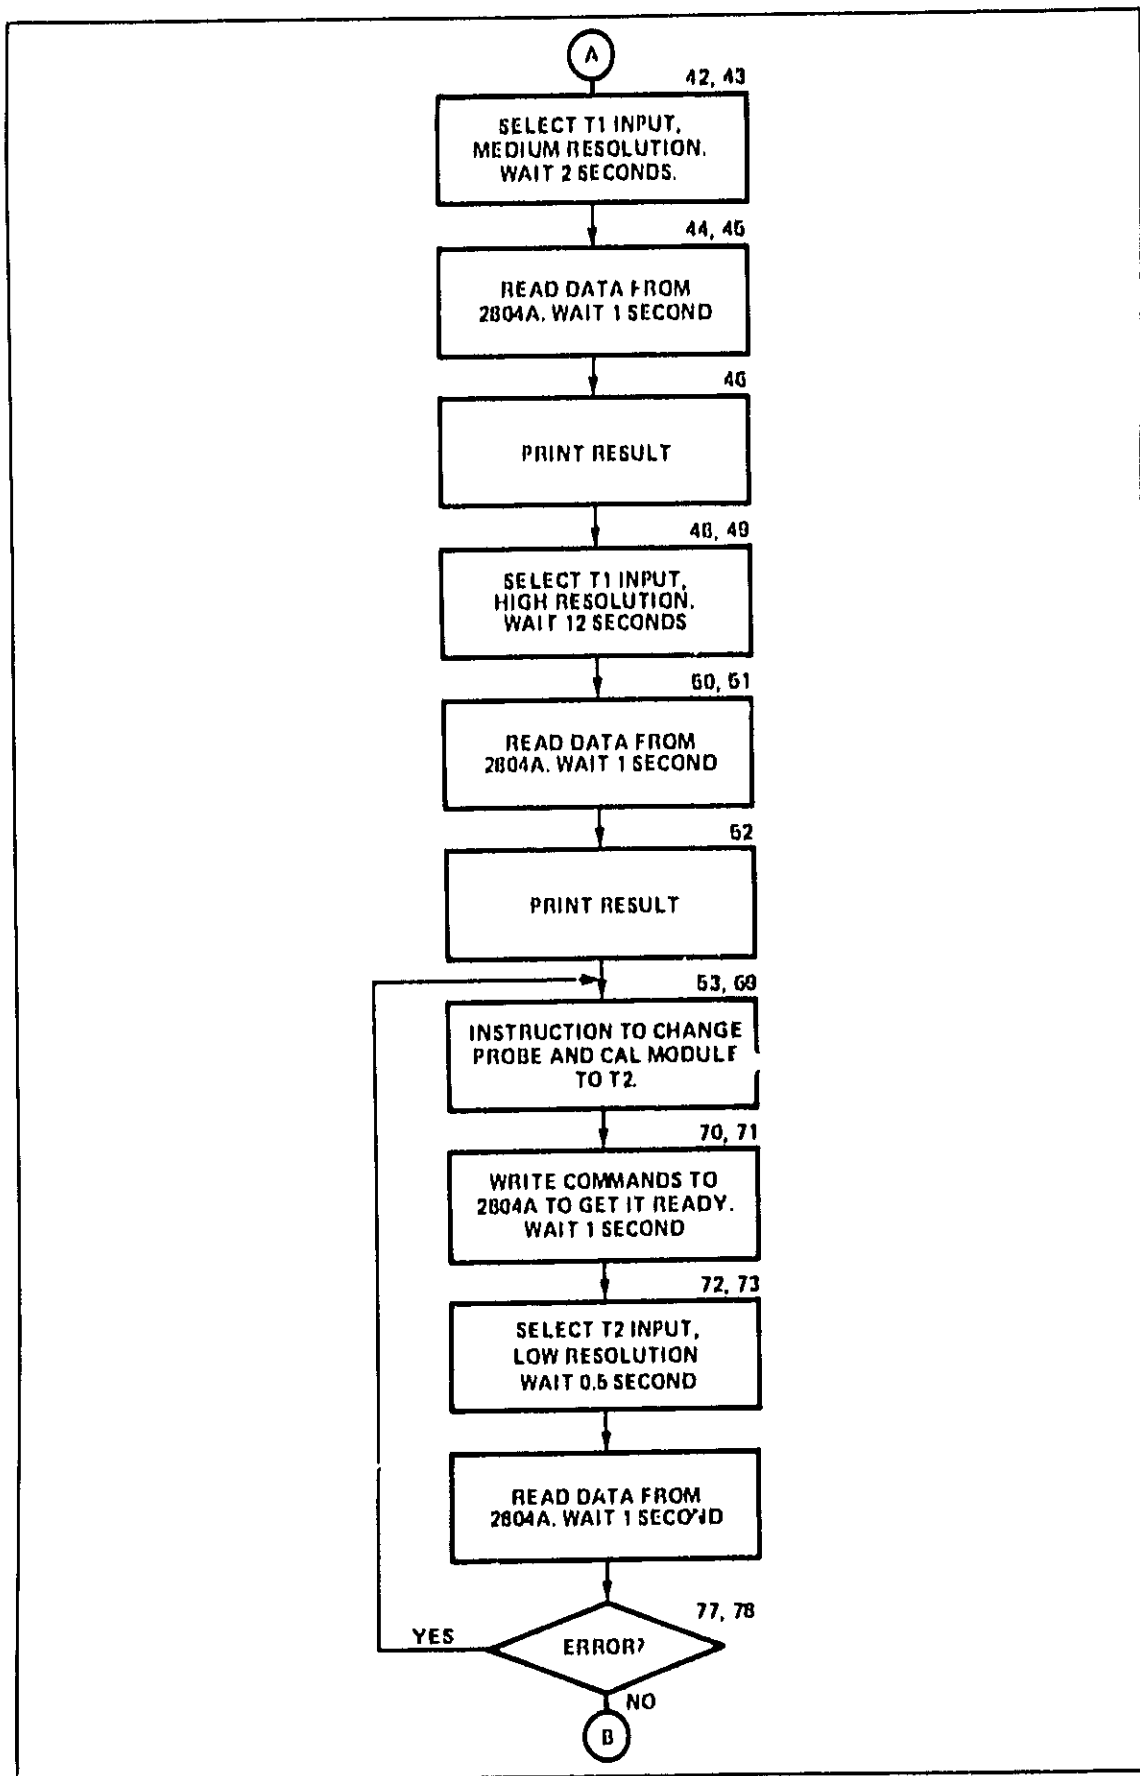 A
42, 43
SELECT T1 INPUT,
MEDIUM RESOLUTION.
WAIT 2 SECONDS.
44, 45
READ DATA FROM
2804A. WAIT 1 SECOND
46
PRINT RESULT
48, 49
SELECT T1 INPUT,
HIGH RESOLUTION.
WAIT 12 SECONDS
50, 51
READ DATA FROM
2804A. WAIT 1 SECOND
52
PRINT RESULT
53, 69
INSTRUCTION TO CHANGE
PROBE AND CAL MODULE
TO T2.
70, 71
WRITE COMMANDS TO
2804A TO GET IT READY.
WAIT 1 SECOND
72, 73
SELECT T2 INPUT,
LOW RESOLUTION
WAIT 0.5 SECOND
READ DATA FROM
2804A. WAIT 1 SECOND
77, 78
YES
ERROR?
NO
B